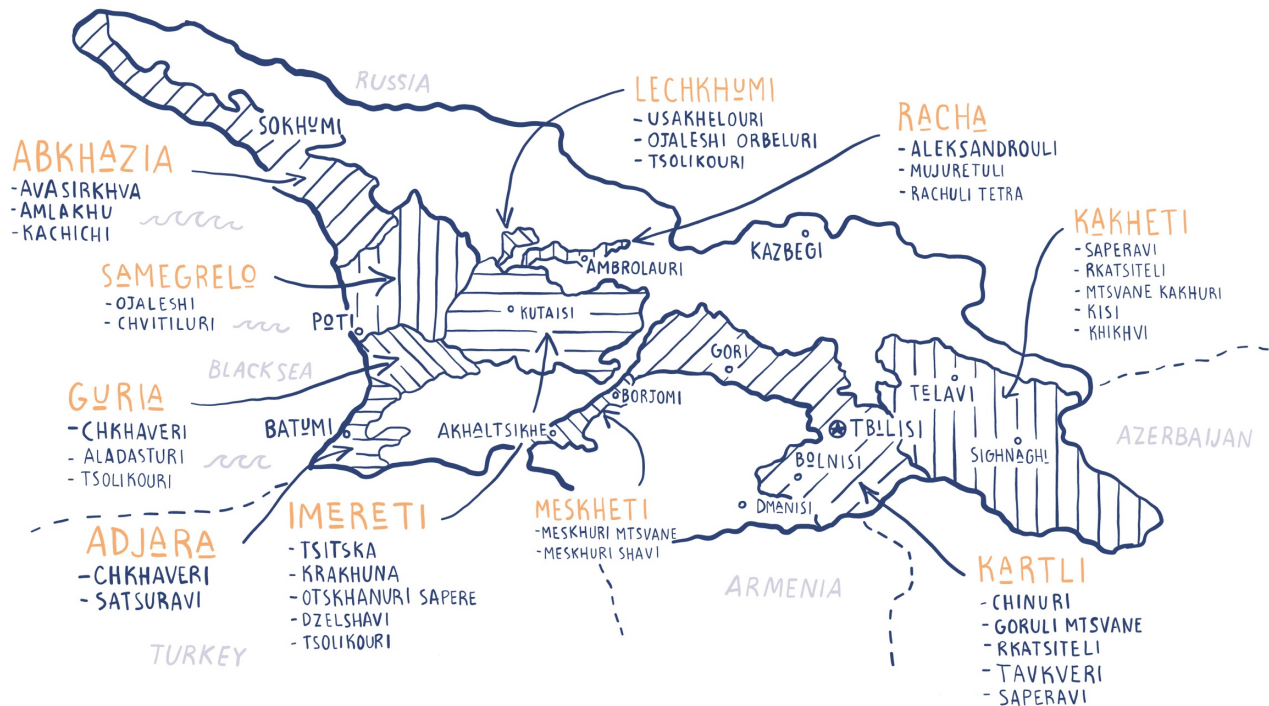 RUSSIA
LECHKHUMI
- USAKHELOURI
- OJALESHI ORBELURI
- TSOLIKOURI
RACHA
- ALEKSANDROULI
- MUJURETULI
- RACHULI TETRA
SOKHUMI
ABKHAZIA
- AVASIRKHVA
- AMLAKHU
- KACHICHI
KAKHETI
- SAPERAVI
- RKATSITELI
- MTSVANE KAKHURI
- KISI
- KHIKHVI
KAZBEGI
AMBROLAURI
SAMEGRELO
- OJALESHI
- CHVITILURI
POTI
KUTAISI
GORI
BLACK SEA
TELAVI
BORJOMI
GURIA
- CHKHAVERI
- ALADASTURI
- TSOLIKOURI
BATUMI
AKHALTSIKHE
TBILISI
AZERBAIJAN
SIGHNAGHI
BOLNISI
DMANISI
ADJARA
- CHKHAVERI
- SATSURAVI
IMERETI
- TSITSKA
- KRAKHUNA
- OTSKHANURI SAPERE
- DZELSHAVI
- TSOLIKOURI
MESKHETI
- MESKHURI MTSVANE
- MESKHURI SHAVI
ARMENIA
KARTLI
- CHINURI
- GORULI MTSVANE
- RKATSITELI
- TAVKVERI
- SAPERAVI
TURKEY